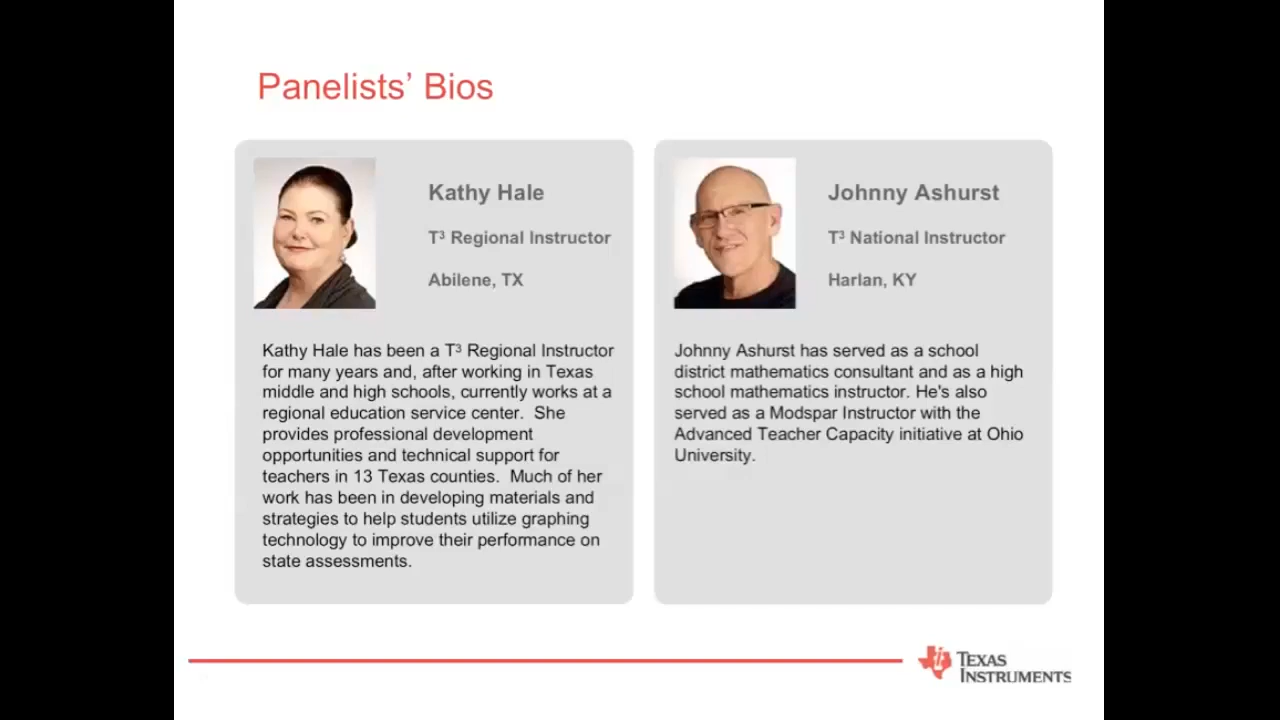 Panelists’ Bios
Kathy Hale
T³ Regional Instructor
Abilene, TX
Kathy Hale has been a T³ Regional Instructor
for many years and, after working in Texas
middle and high schools, currently works at a
regional education service center.  She
provides professional development
opportunities and technical support for
teachers in 13 Texas counties.  Much of her
work has been in developing materials and
strategies to help students utilize graphing
technology to improve their performance on
state assessments.
Johnny Ashurst
T³ National Instructor
Harlan, KY
Johnny Ashurst has served as a school
district mathematics consultant and as a high
school mathematics instructor. He's also
served as a Modspar Instructor with the
Advanced Teacher Capacity initiative at Ohio
University.
TEXAS
INSTRUMENTS